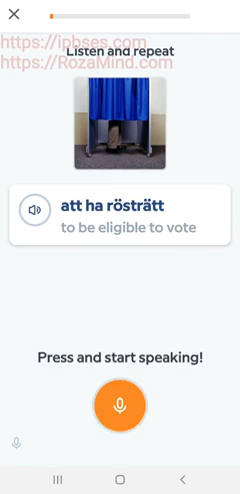 https://ipbses.com
Listen and repeat
https://RozaMind.com
att ha rösträtt
to be eligible to vote
Press and start speaking!